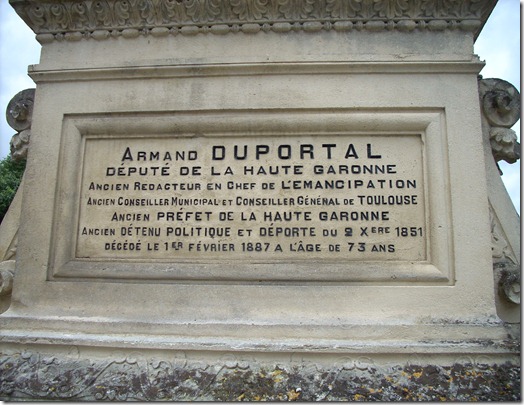 ARMAND DUPORTAL
DÉPUTÉ DE LA HAUTE GARONNE
ANCIEN REDACTEUR EN CHEF DE L'EMANCIPATION
ANCIEN CONSEILLER MUNICIPAL ET CONSEILLER GÉNÉRAL DE TOULOUSE
ANCIEN PRÉFET DE LA HAUTE GARONNE
ANCIEN DÉTENU POLITIQUE ET DÉPORTE DU 2 XERE 1851
DÉCÉDÉ LE 1ER FÉVRIER 1887 A L'ÂGE DE 73 ANS